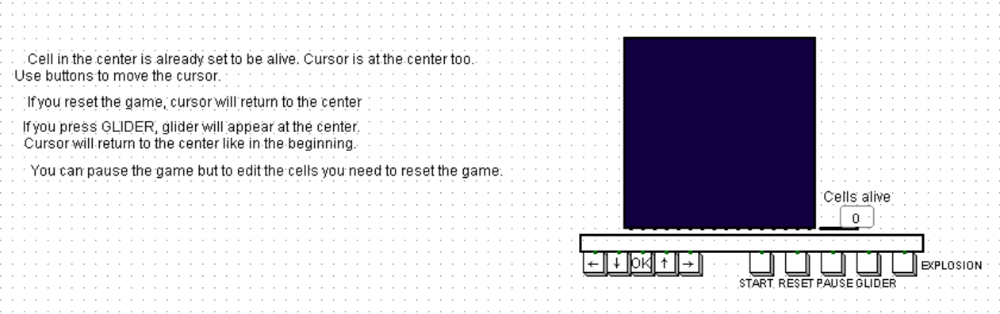 Cell in the center is already set to be alive. Cursor is at the center too.
Use buttons to move the cursor.
If you reset the game, cursor will return to the center
If you press GLIDER, glider will appear at the center.
Cursor will return to the center like in the beginning.
You can pause the game but to edit the cells you need to reset the game.
Cells alive
0
← ↓ OK ↑ →
EXPLOSION
START RESET PAUSE GLIDER